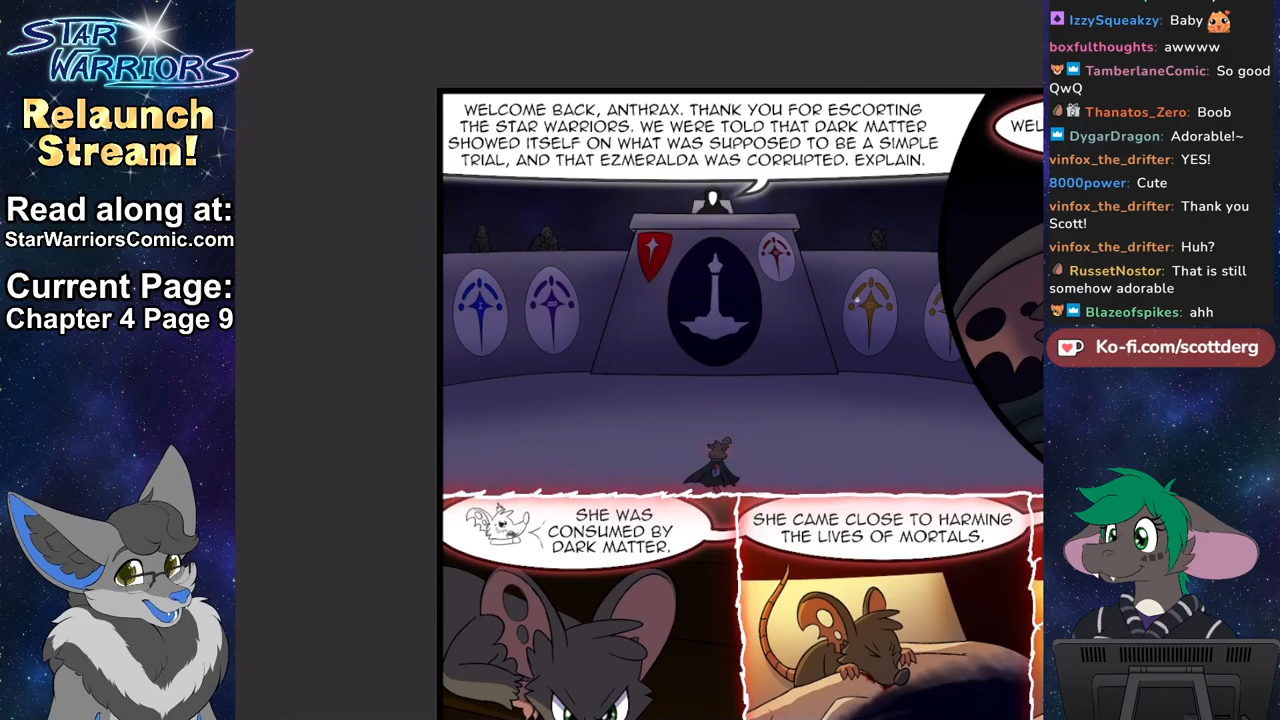 STAR
WARRIORS
Relaunch
Stream!
Read along at:
StarWarriorsComic.com
Current Page:
Chapter 4 Page 9
WELCOME BACK, ANTHRAX. THANK YOU FOR ESCORTING
THE STAR WARRIORS. WE WERE TOLD THAT DARK MATTER
SHOWED ITSELF ON WHAT WAS SUPPOSED TO BE A SIMPLE
TRIAL, AND THAT EZMERALDA WAS CORRUPTED. EXPLAIN.
WEL
SHE WAS
CONSUMED BY
DARK MATTER.
SHE CAME CLOSE TO HARMING
THE LIVES OF MORTALS.
IzzySqueakzy: Baby
boxfulthoughts: awwww
TamberlaneComic: So good
QwQ
Thanatos_Zero: Boob
DygarDragon: Adorable!~
vinfox_the_drifter: YES!
8000power: Cute
vinfox_the_drifter: Thank you
Scott!
vinfox_the_drifter: Huh?
RussetNostor: That is still
somehow adorable
Blazeofspikes: ahh
Ko-fi.com/scottderg